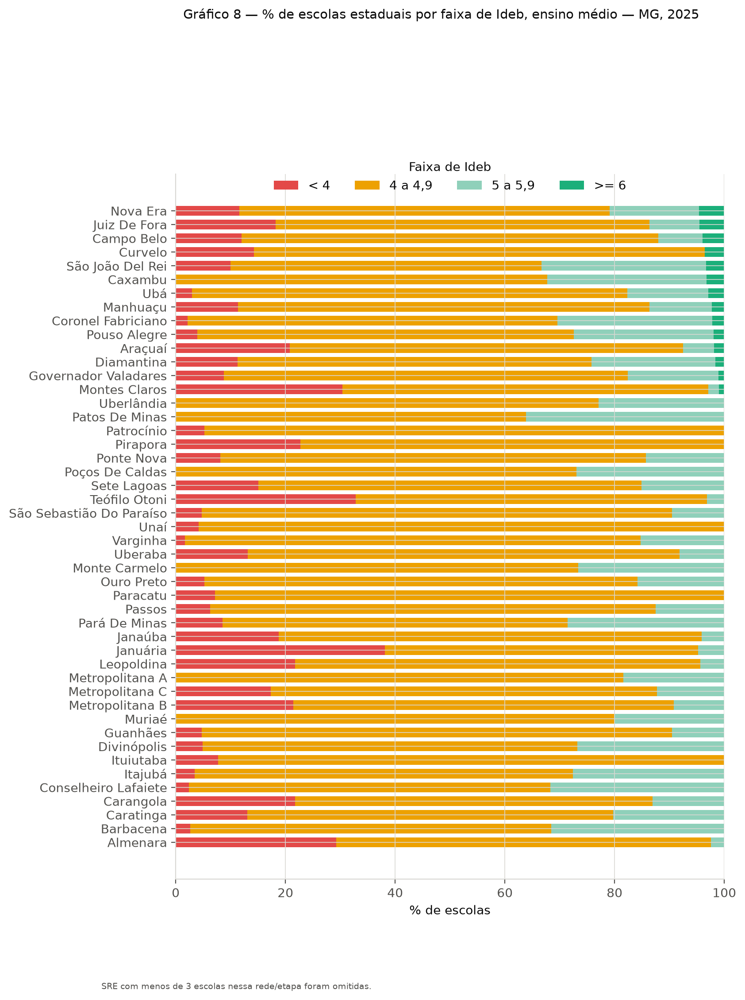 Gráfico 8 — % de escolas estaduais por faixa de Ideb, ensino médio — MG, 2025
Faixa de Ideb
< 4 4 a 4,9 5 a 5,9 >= 6
Nova Era
Juiz De Fora
Campo Belo
Curvelo
São João Del Rei
Caxambu
Ubá
Manhuaçu
Coronel Fabriciano
Pouso Alegre
Araçuaí
Diamantina
Governador Valadares
Montes Claros
Uberlândia
Patos De Minas
Patrocínio
Pirapora
Ponte Nova
Poços De Caldas
Sete Lagoas
Teófilo Otoni
São Sebastião Do Paraíso
Unaí
Varginha
Uberaba
Monte Carmelo
Ouro Preto
Paracatu
Passos
Pará De Minas
Janaúba
Januária
Leopoldina
Metropolitana A
Metropolitana C
Metropolitana B
Muriaé
Guanhães
Divinópolis
Ituiutaba
Itajubá
Conselheiro Lafaiete
Carangola
Caratinga
Barbacena
Almenara
0 20 40 60 80 100
% de escolas
SRE com menos de 3 escolas nessa rede/etapa foram omitidas.